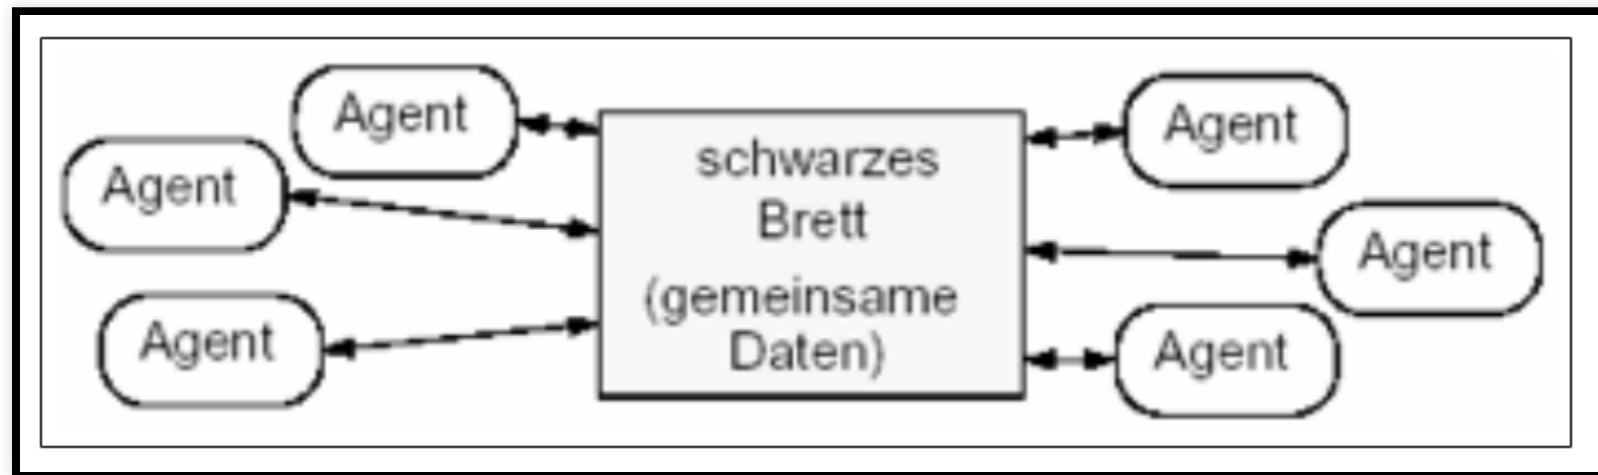 Agent
Agent
Agent
schwarzes
Brett
(gemeinsame
Daten)
Agent
Agent
Agent